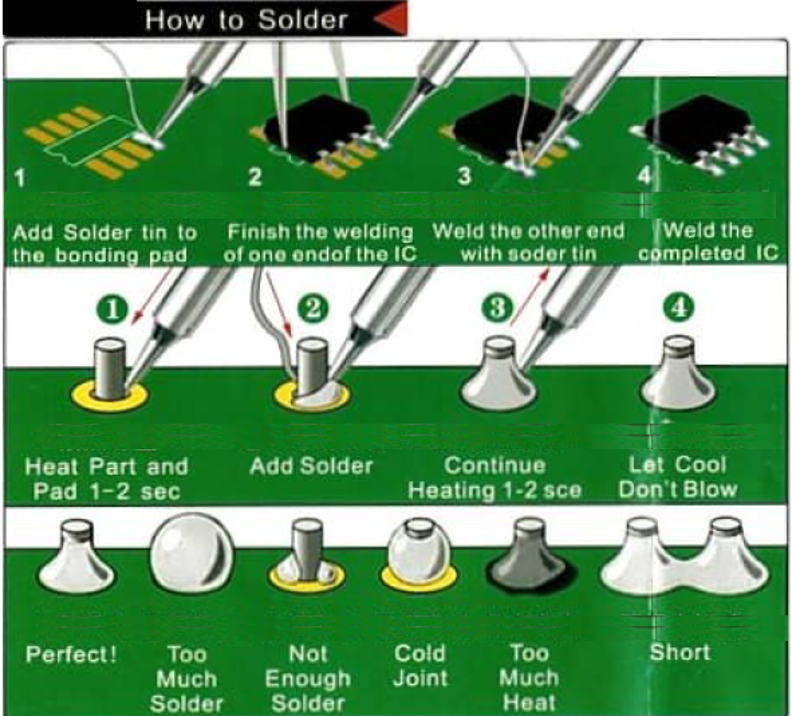 How to Solder
1
2
3
4
Add Solder tin to
the bonding pad
Finish the welding
of one endof the IC
Weld the other end
with soder tin
Weld the
completed IC
1
2
3
4
Heat Part and
Pad 1-2 sec
Add Solder
Continue
Heating 1-2 sce
Let Cool
Don't Blow
Perfect!
Too
Much
Solder
Not
Enough
Solder
Cold
Joint
Too
Much
Heat
Short